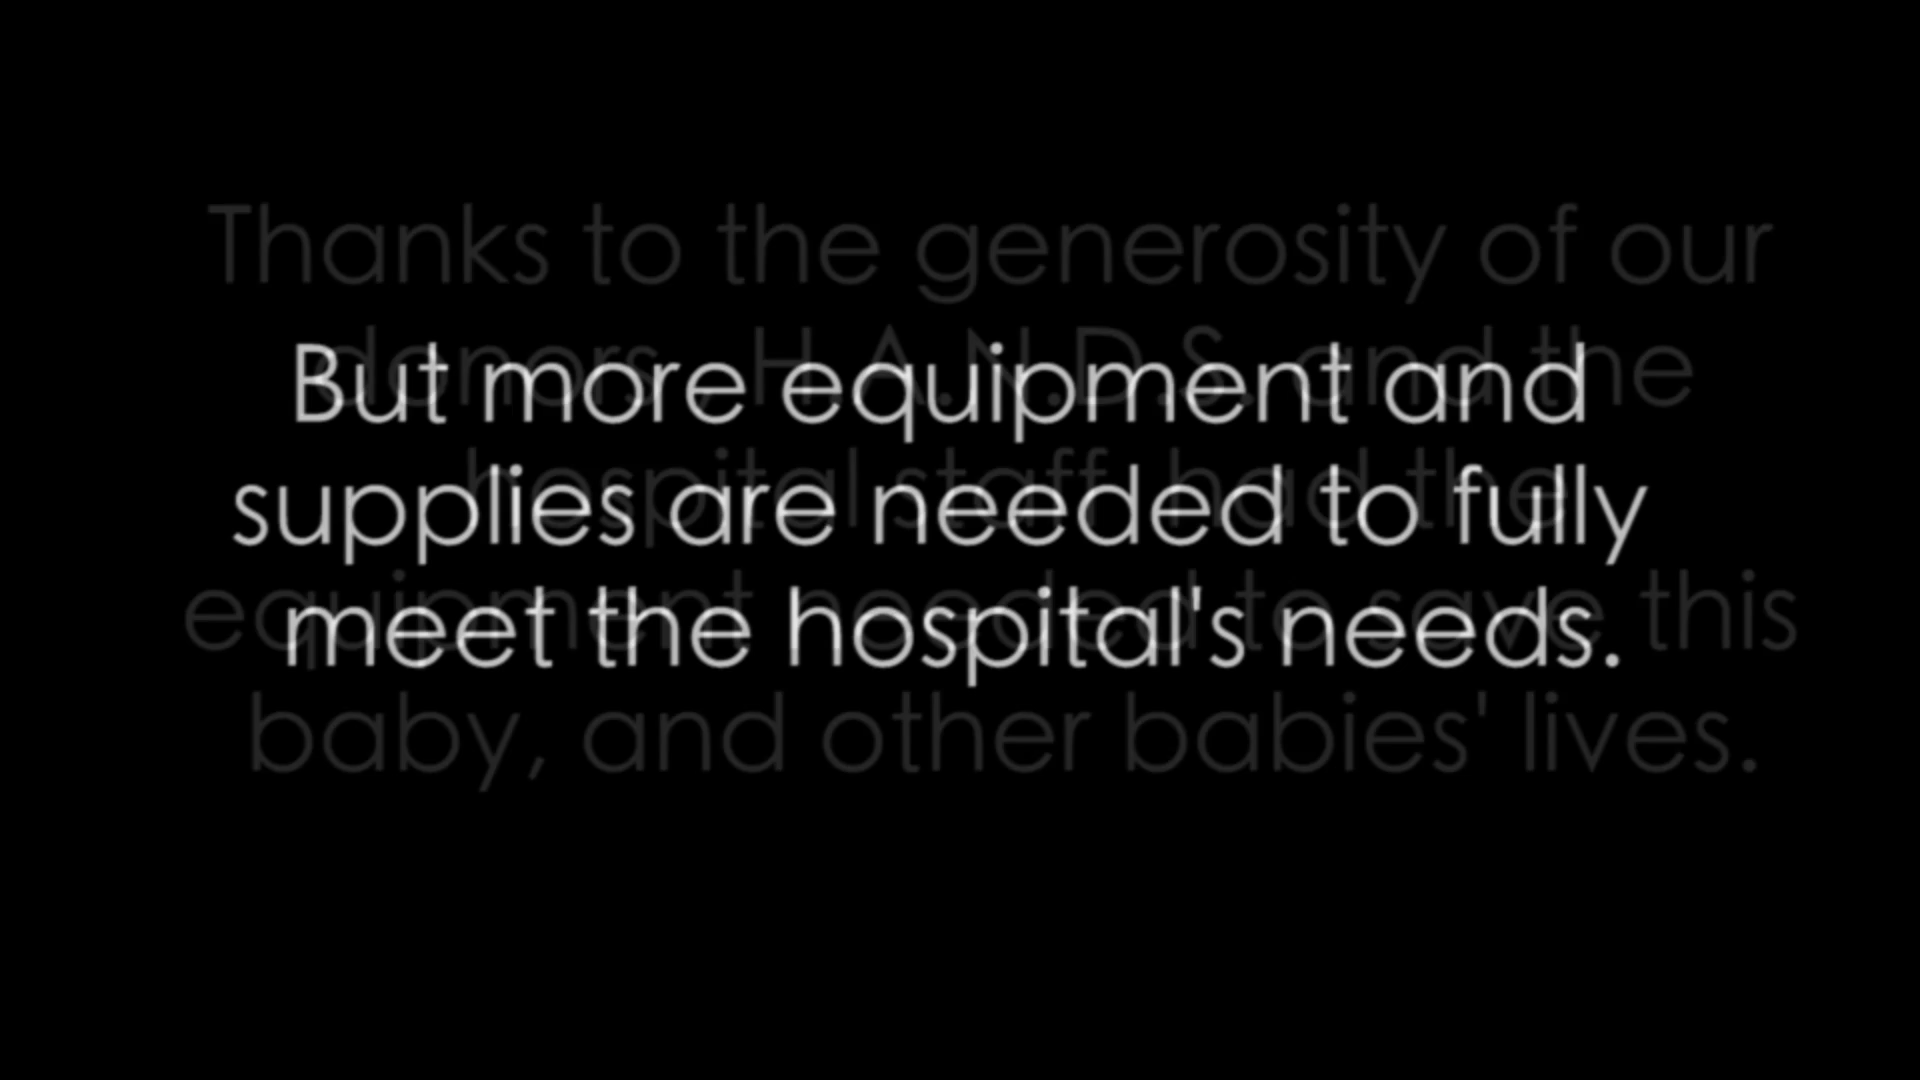 Thanks to the generosity of our
donors, H.A.N.D.S. and the
hospital staff had the
equipment needed to save this
baby, and other babies' lives.
But more equipment and
supplies are needed to fully
meet the hospital's needs.